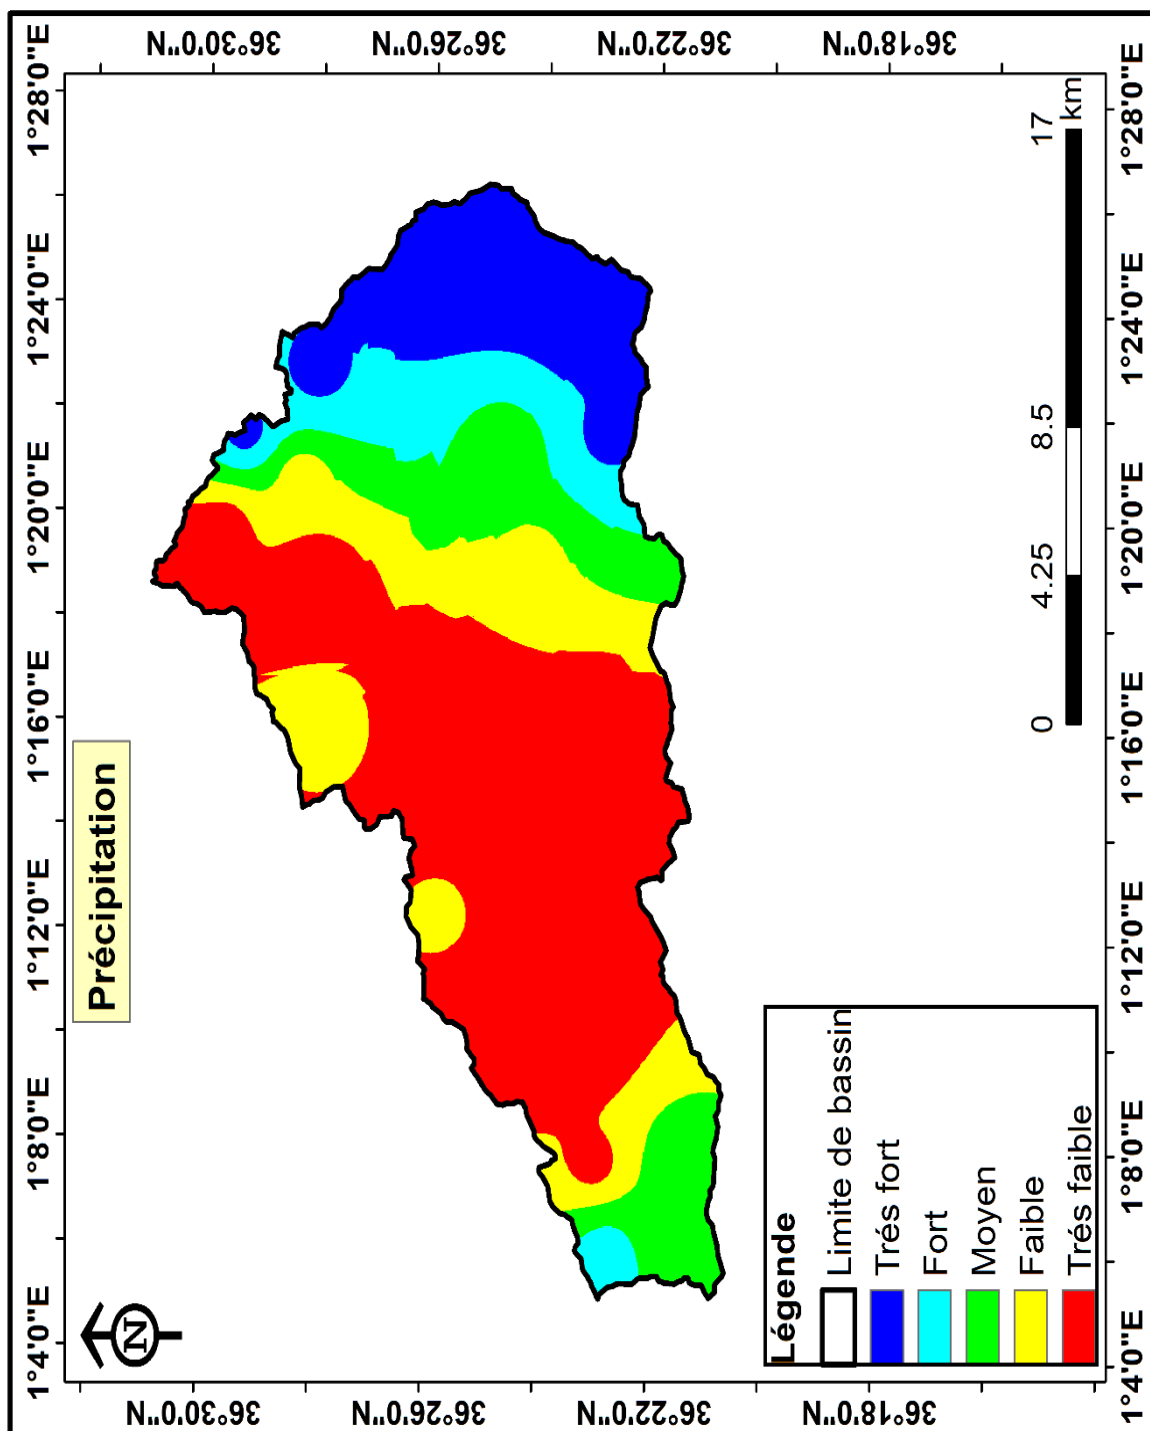 Précipitation
1°4'0"E 1°8'0"E 1°12'0"E 1°16'0"E 1°20'0"E 1°24'0"E 1°28'0"E
36°30'0"N 36°30'0"N
36°26'0"N 36°26'0"N
36°22'0"N 36°22'0"N
36°18'0"N 36°18'0"N
N
Légende
Limite de bassin
Trés fort
Fort
Moyen
Faible
Trés faible
0 4.25 8.5 17
km
1°4'0"E 1°8'0"E 1°12'0"E 1°16'0"E 1°20'0"E 1°24'0"E 1°28'0"E